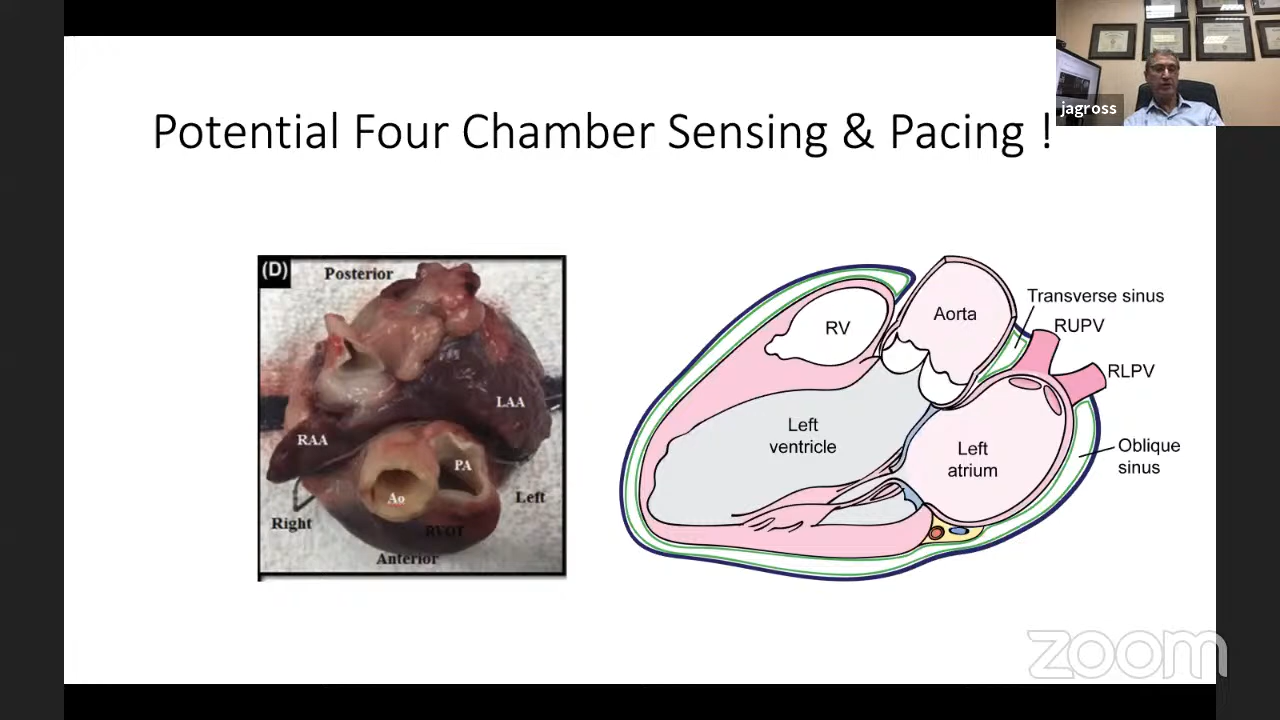 jagross
Potential Four Chamber Sensing & Pacing !
(D)
Posterior
LAA
RAA
PA
Ao
Left
Right
RVOT
Anterior
RV
Aorta
Transverse sinus
RUPV
RLPV
Left
ventricle
Left
atrium
Oblique
sinus
zoom